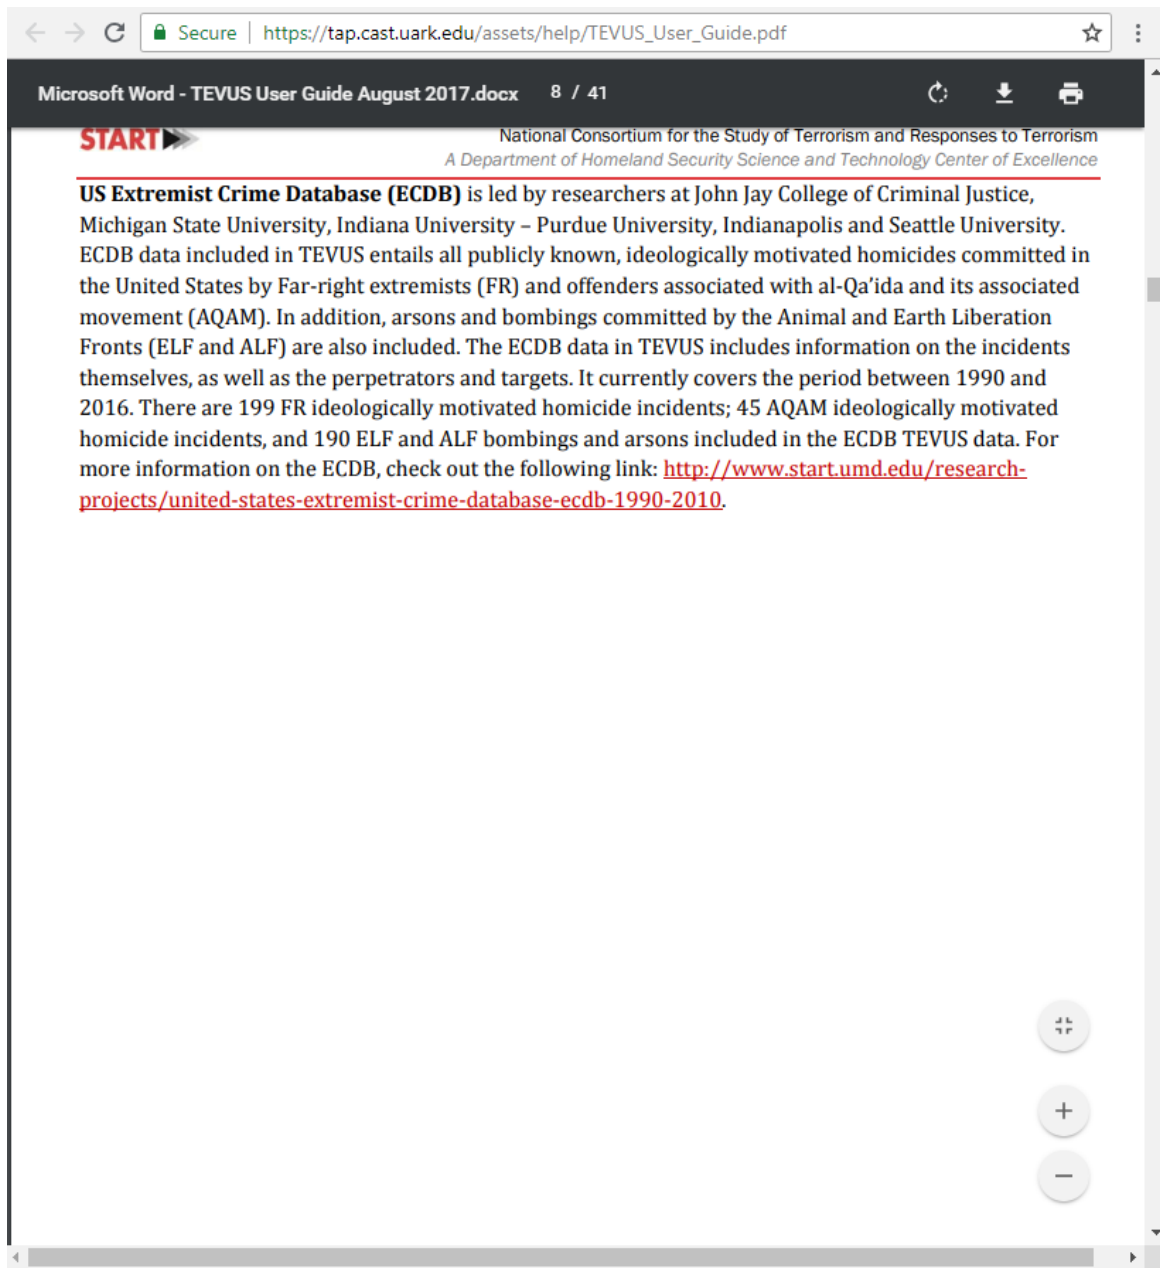 Secure https://tap.cast.uark.edu/assets/help/TEVUS_User_Guide.pdf
Microsoft Word - TEVUS User Guide August 2017.docx 8 / 41
START
National Consortium for the Study of Terrorism and Responses to Terrorism
A Department of Homeland Security Science and Technology Center of Excellence
US Extremist Crime Database (ECDB) is led by researchers at John Jay College of Criminal Justice,
Michigan State University, Indiana University – Purdue University, Indianapolis and Seattle University.
ECDB data included in TEVUS entails all publicly known, ideologically motivated homicides committed in
the United States by Far-right extremists (FR) and offenders associated with al-Qa’ida and its associated
movement (AQAM). In addition, arsons and bombings committed by the Animal and Earth Liberation
Fronts (ELF and ALF) are also included. The ECDB data in TEVUS includes information on the incidents
themselves, as well as the perpetrators and targets. It currently covers the period between 1990 and
2016. There are 199 FR ideologically motivated homicide incidents; 45 AQAM ideologically motivated
homicide incidents, and 190 ELF and ALF bombings and arsons included in the ECDB TEVUS data. For
more information on the ECDB, check out the following link: http://www.start.umd.edu/research-
projects/united-states-extremist-crime-database-ecdb-1990-2010.